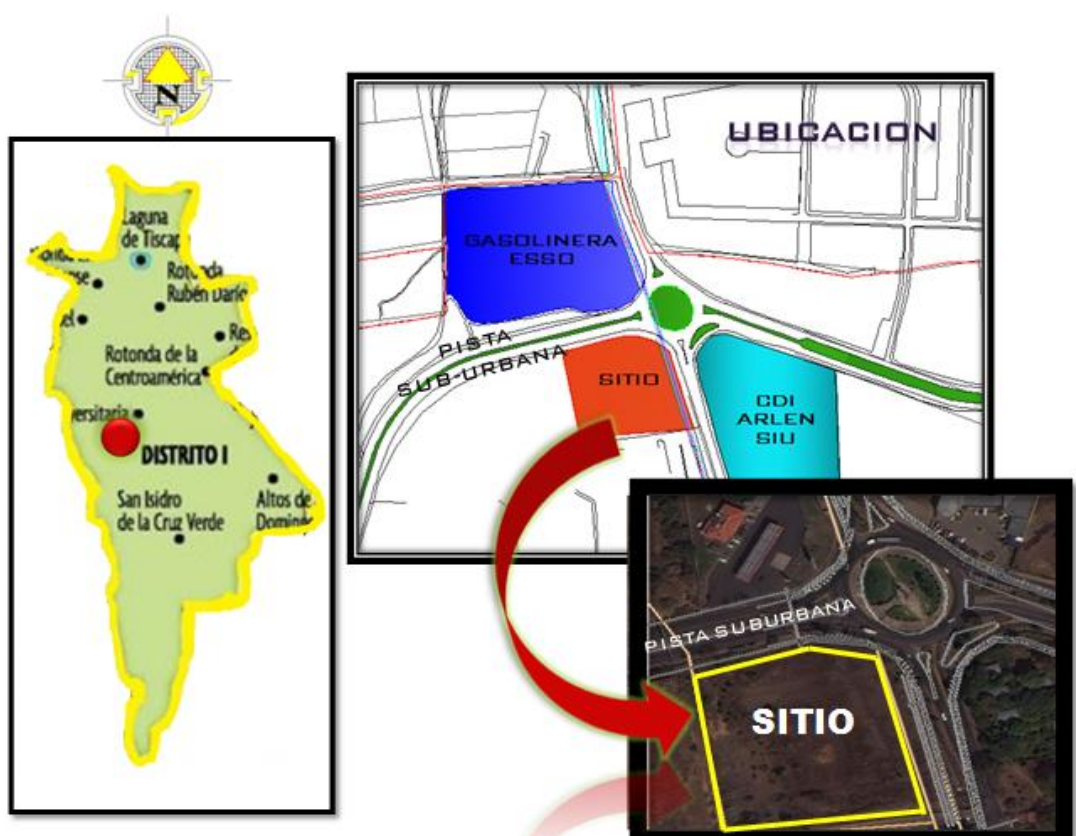 N
Laguna
de Tiscapa
Rotonda
Rubén Darío
Rotonda de la
Centroamérica
DISTRITO I
San Isidro
de la Cruz Verde
Altos de
UBICACION
GASOLINERA
ESSO
PISTA
SUB-URBANA
SITIO
CDI
ARLEN
SIU
PISTA SUBURBANA
SITIO